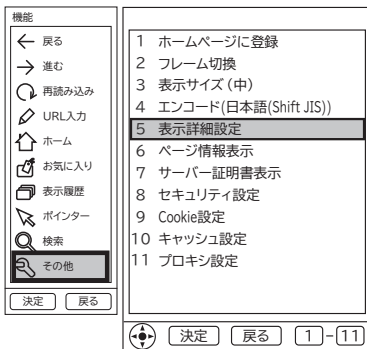 機能
戻る
進む
再読み込み
URL入力
ホーム
お気に入り
表示履歴
ポインター
検索
その他
決定 戻る
1 ホームページに登録
2 フレーム切換
3 表示サイズ(中)
4 エンコード(日本語(Shift JIS))
5 表示詳細設定
6 ページ情報表示
7 サーバー証明書表示
8 セキュリティ設定
9 Cookie設定
10 キャッシュ設定
11 プロキシ設定
決定 戻る 1-11